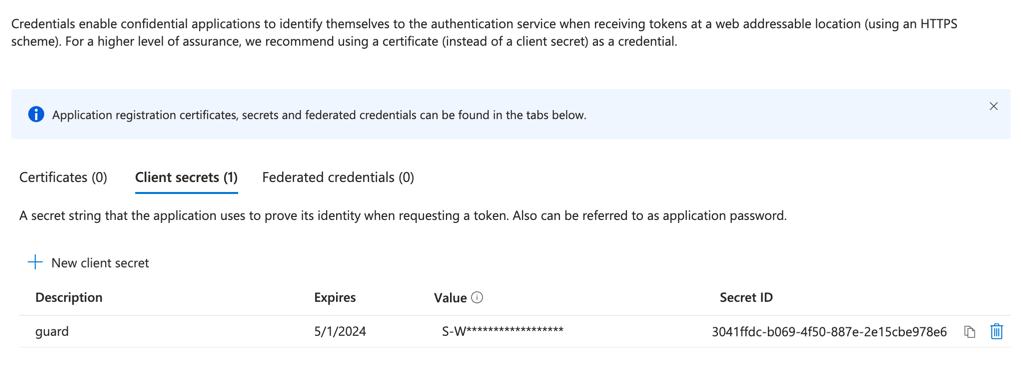 Credentials enable confidential applications to identify themselves to the authentication service when receiving tokens at a web addressable location (using an HTTPS
scheme). For a higher level of assurance, we recommend using a certificate (instead of a client secret) as a credential.
Application registration certificates, secrets and federated credentials can be found in the tabs below.
Certificates (0) Client secrets (1) Federated credentials (0)
A secret string that the application uses to prove its identity when requesting a token. Also can be referred to as application password.
New client secret
Description Expires Value Secret ID
guard 5/1/2024 S-W****************** 3041ffdc-b069-4f50-887e-2e15cbe978e6